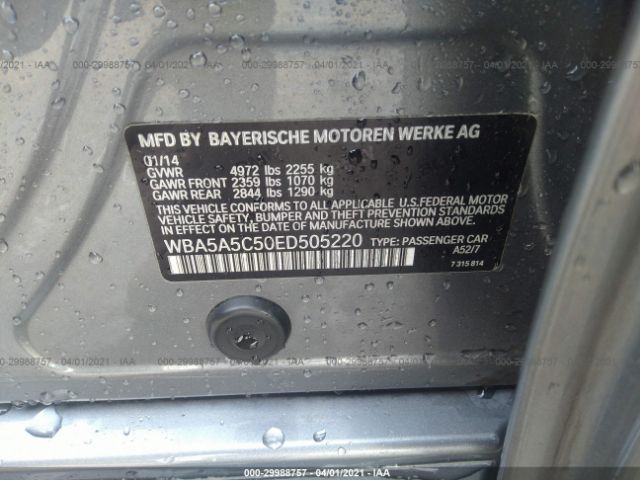 MFD BY BAYERISCHE MOTOREN WERKE AG
01/14
GVWR 4972 lbs 2255 kg
GAWR FRONT 2359 lbs 1070 kg
GAWR REAR 2844 lbs 1290 kg
THIS VEHICLE CONFORMS TO ALL APPLICABLE U.S.FEDERAL MOTOR
VEHICLE SAFETY, BUMPER, AND THEFT PREVENTION STANDARDS
IN EFFECT ON THE DATE OF MANUFACTURE SHOWN ABOVE.
WBA5A5C50ED505220 TYPE: PASSENGER CAR
A52/7
7 315 814
000-29988757 - 04/01/2021 - IAA